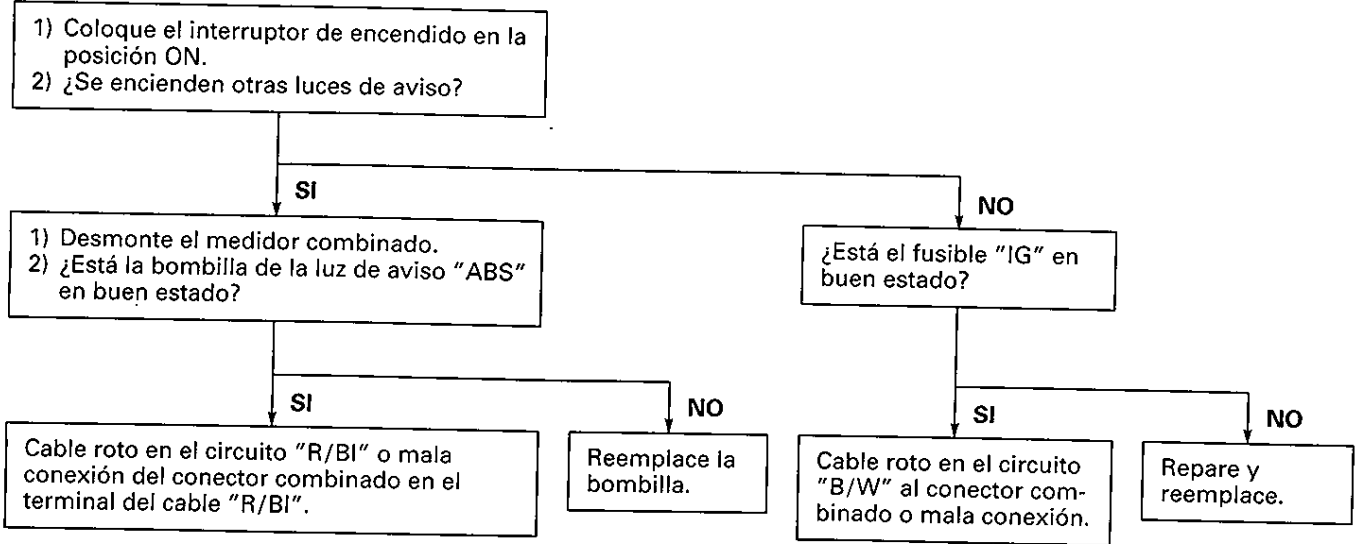 1) Coloque el interruptor de encendido en la
posición ON.
2) ¿Se encienden otras luces de aviso?
SI
NO
1) Desmonte el medidor combinado.
2) ¿Está la bombilla de la luz de aviso "ABS"
en buen estado?
¿Está el fusible "IG" en
buen estado?
SI
NO
SI
NO
Cable roto en el circuito "R/Bl" o mala
conexión del conector combinado en el
terminal del cable "R/Bl".
Reemplace la
bombilla.
Cable roto en el circuito
"B/W" al conector com-
binado o mala conexión.
Repare y
reemplace.